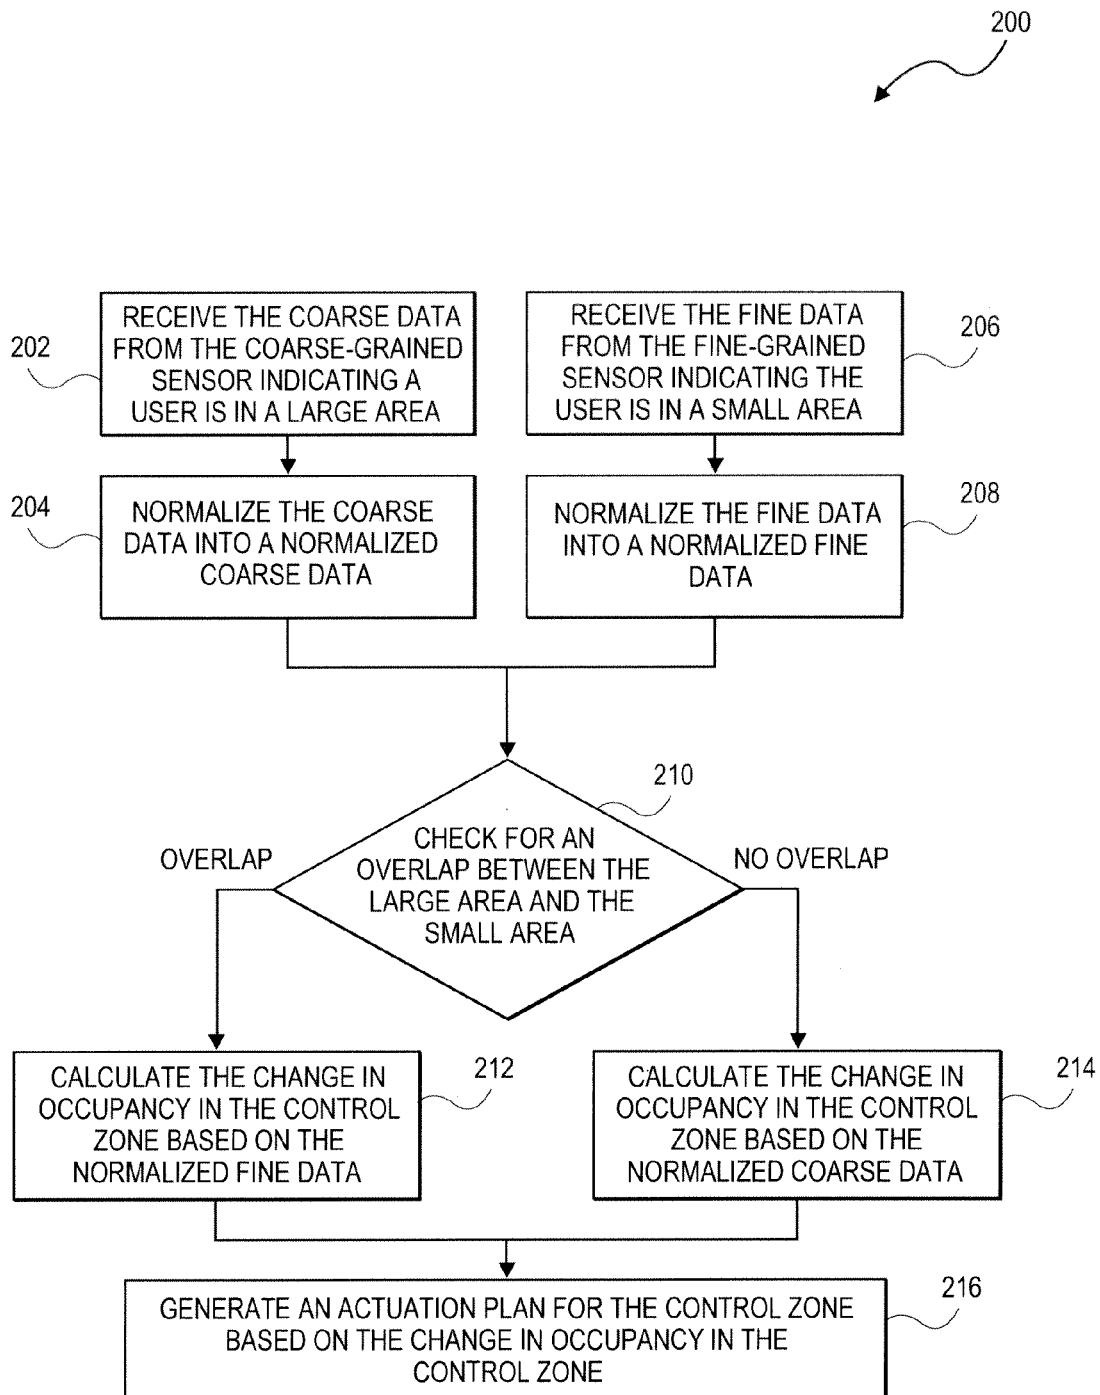 200
202
RECEIVE THE COARSE DATA
FROM THE COARSE-GRAINED
SENSOR INDICATING A
USER IS IN A LARGE AREA
RECEIVE THE FINE DATA
FROM THE FINE-GRAINED
SENSOR INDICATING THE
USER IS IN A SMALL AREA
206
204
NORMALIZE THE COARSE
DATA INTO A NORMALIZED
COARSE DATA
NORMALIZE THE FINE DATA
INTO A NORMALIZED FINE
DATA
208
210
CHECK FOR AN
OVERLAP BETWEEN THE
LARGE AREA AND THE
SMALL AREA
OVERLAP
NO OVERLAP
CALCULATE THE CHANGE IN
OCCUPANCY IN THE CONTROL
ZONE BASED ON THE
NORMALIZED FINE DATA
212
CALCULATE THE CHANGE IN
OCCUPANCY IN THE CONTROL
ZONE BASED ON THE
NORMALIZED COARSE DATA
214
GENERATE AN ACTUATION PLAN FOR THE CONTROL ZONE
BASED ON THE CHANGE IN OCCUPANCY IN THE
CONTROL ZONE
216